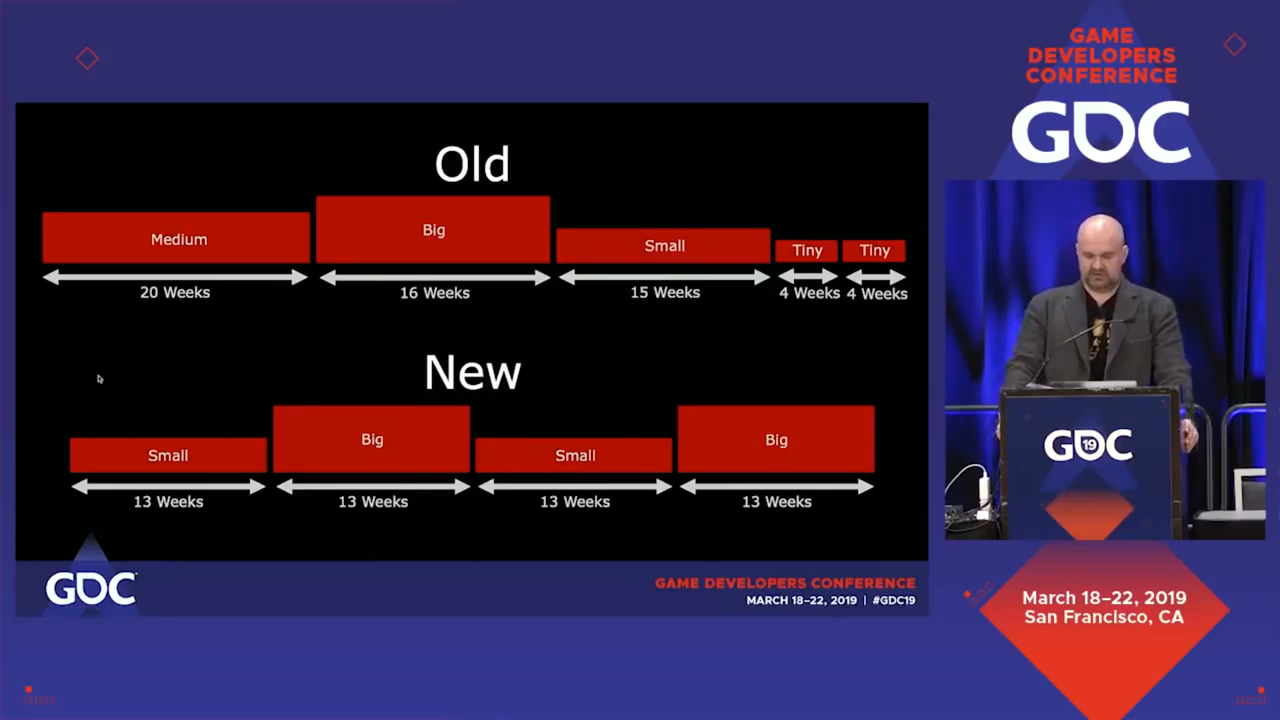 GAME
DEVELOPERS
CONFERENCE
GDC
Old
Medium
Big
Small
Tiny
Tiny
20 Weeks
16 Weeks
15 Weeks
4 Weeks
4 Weeks
New
Small
Big
Small
Big
13 Weeks
13 Weeks
13 Weeks
13 Weeks
GDC
GAME DEVELOPERS CONFERENCE
MARCH 18–22, 2019 | #GDC19
GDC
19
March 18–22, 2019
San Francisco, CA